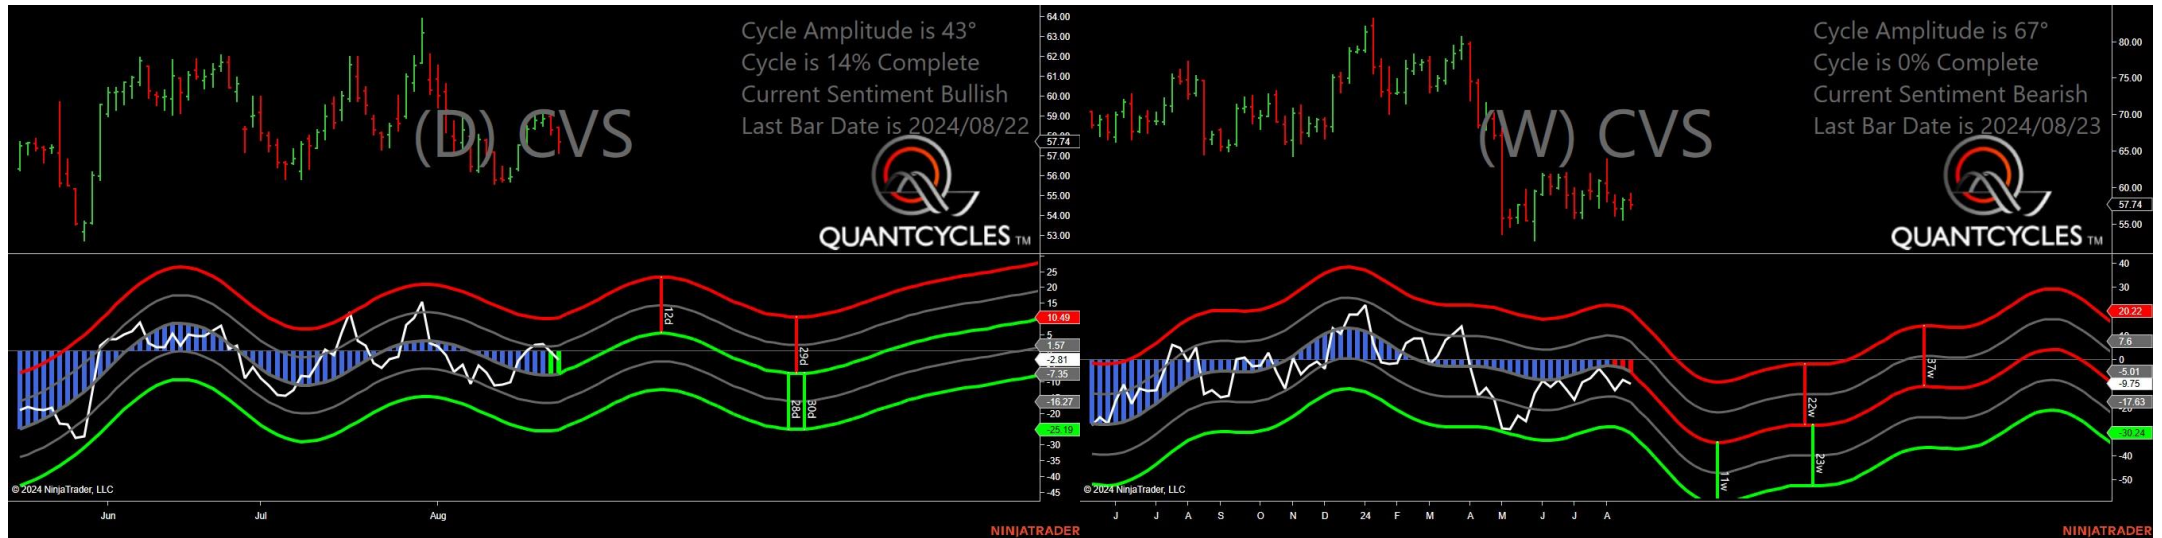 Cycle Amplitude is 43°
Cycle is 14% Complete
Current Sentiment Bullish
Last Bar Date is 2024/08/22
(D) CVS
QUANTCYCLES TM
64.00
63.00
62.00
61.00
60.00
59.00
57.74
57.00
56.00
55.00
54.00
53.00
25
20
15
10.49
5
1.57
-2.81
-7.35
-10
-16.27
-20
-25.19
-30
-35
-40
-45
12d
29d
28d
30d
© 2024 NinjaTrader, LLC
Jun
Jul
Aug
NINJATRADER
Cycle Amplitude is 67°
Cycle is 0% Complete
Current Sentiment Bearish
Last Bar Date is 2024/08/23
(W) CVS
QUANTCYCLES TM
80.00
75.00
70.00
65.00
60.00
57.74
55.00
40
30
20.22
7.6
0
-5.01
-9.75
-17.63
-30.24
-40
-50
11w
22w
23w
37w
© 2024 NinjaTrader, LLC
J
J
A
S
O
N
D
24
F
M
A
M
J
J
A
NINJATRADER